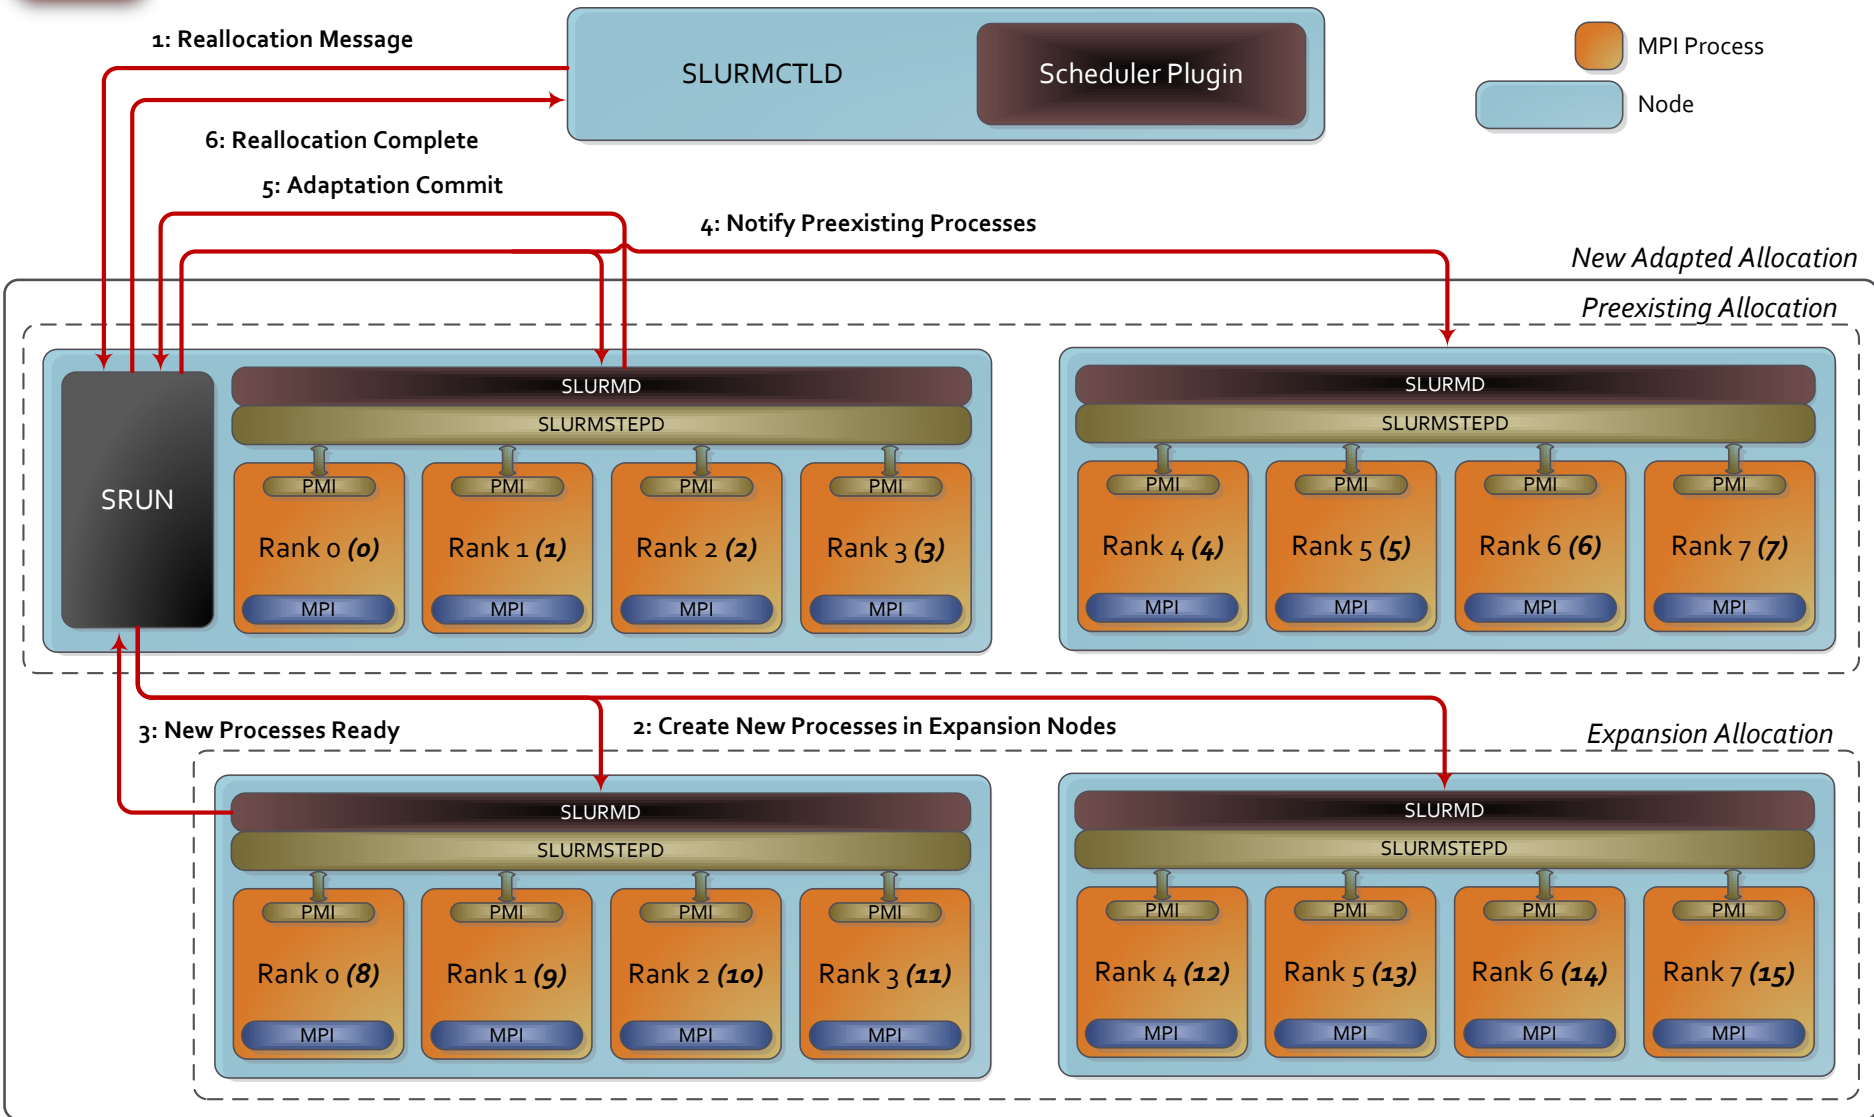 1: Reallocation Message
SLURMCTLD
Scheduler Plugin
MPI Process
Node
6: Reallocation Complete
5: Adaptation Commit
4: Notify Preexisting Processes
New Adapted Allocation
Preexisting Allocation
SRUN
SLURMD
SLURMSTEPD
PMI PMI PMI PMI
Rank 0 (0) Rank 1 (1) Rank 2 (2) Rank 3 (3)
MPI MPI MPI MPI
SLURMD
SLURMSTEPD
PMI PMI PMI PMI
Rank 4 (4) Rank 5 (5) Rank 6 (6) Rank 7 (7)
MPI MPI MPI MPI
3: New Processes Ready
2: Create New Processes in Expansion Nodes
Expansion Allocation
SLURMD
SLURMSTEPD
PMI PMI PMI PMI
Rank 0 (8) Rank 1 (9) Rank 2 (10) Rank 3 (11)
MPI MPI MPI MPI
SLURMD
SLURMSTEPD
PMI PMI PMI PMI
Rank 4 (12) Rank 5 (13) Rank 6 (14) Rank 7 (15)
MPI MPI MPI MPI